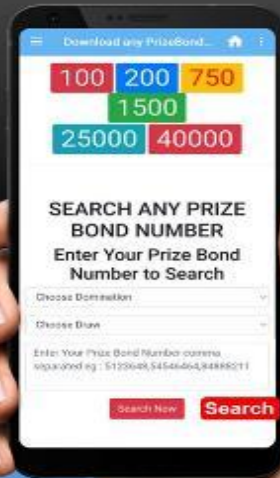 Download any PrizeBond...
100 200 750
1500
25000 40000
SEARCH ANY PRIZE
BOND NUMBER
Enter Your Prize Bond
Number to Search
Choose Domination
Choose Draw
Enter Your Prize Bond Number comma
separated eg : 5123648,54546464,84888211
Search Now Search